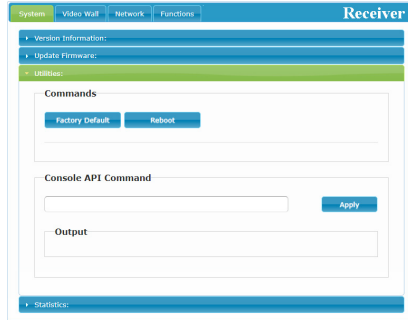 System Video Wall Network Functions Receiver
Version Information:
Update Firmware:
Utilities:
Commands
Factory Default Reboot
Console API Command
Apply
Output
Statistics: